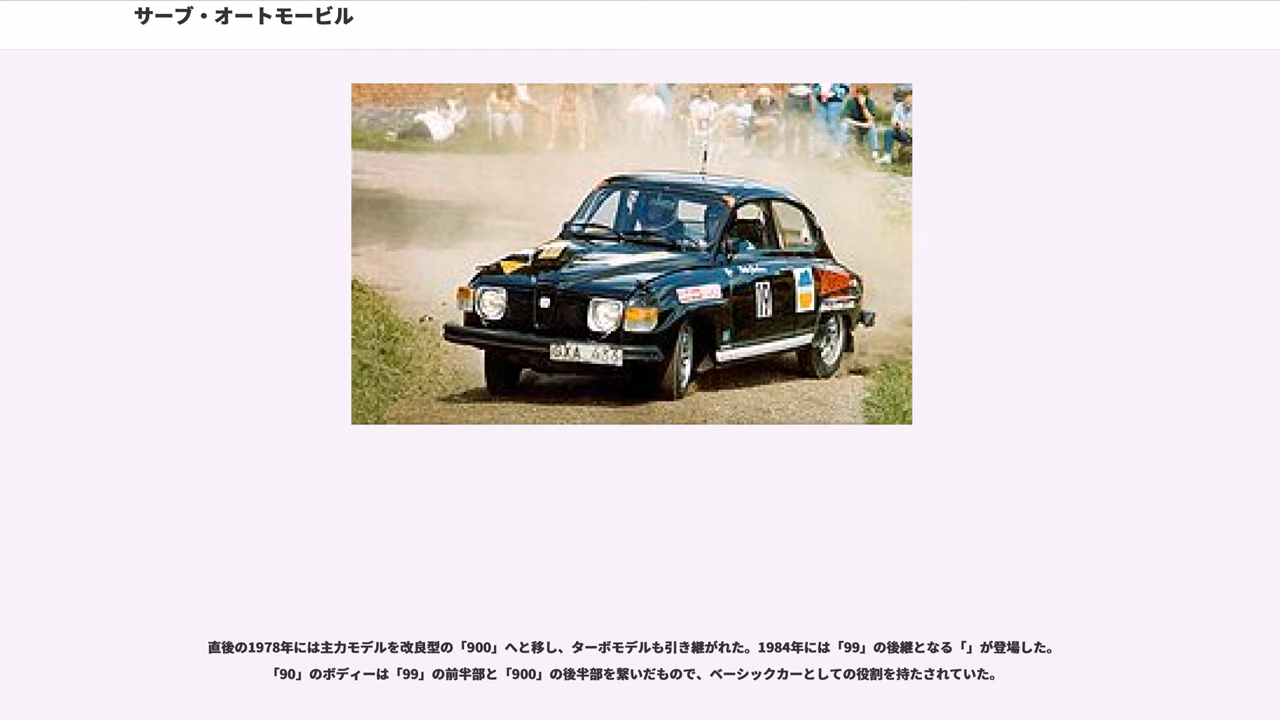 サーブ・オートモービル
直後の1978年には主力モデルを改良型の「900」へと移し、ターボモデルも引き継がれた。1984年には「99」の後継となる「」が登場した。
「90」のボディーは「99」の前半部と「900」の後半部を繋いだもので、ベーシックカーとしての役割を持たされていた。